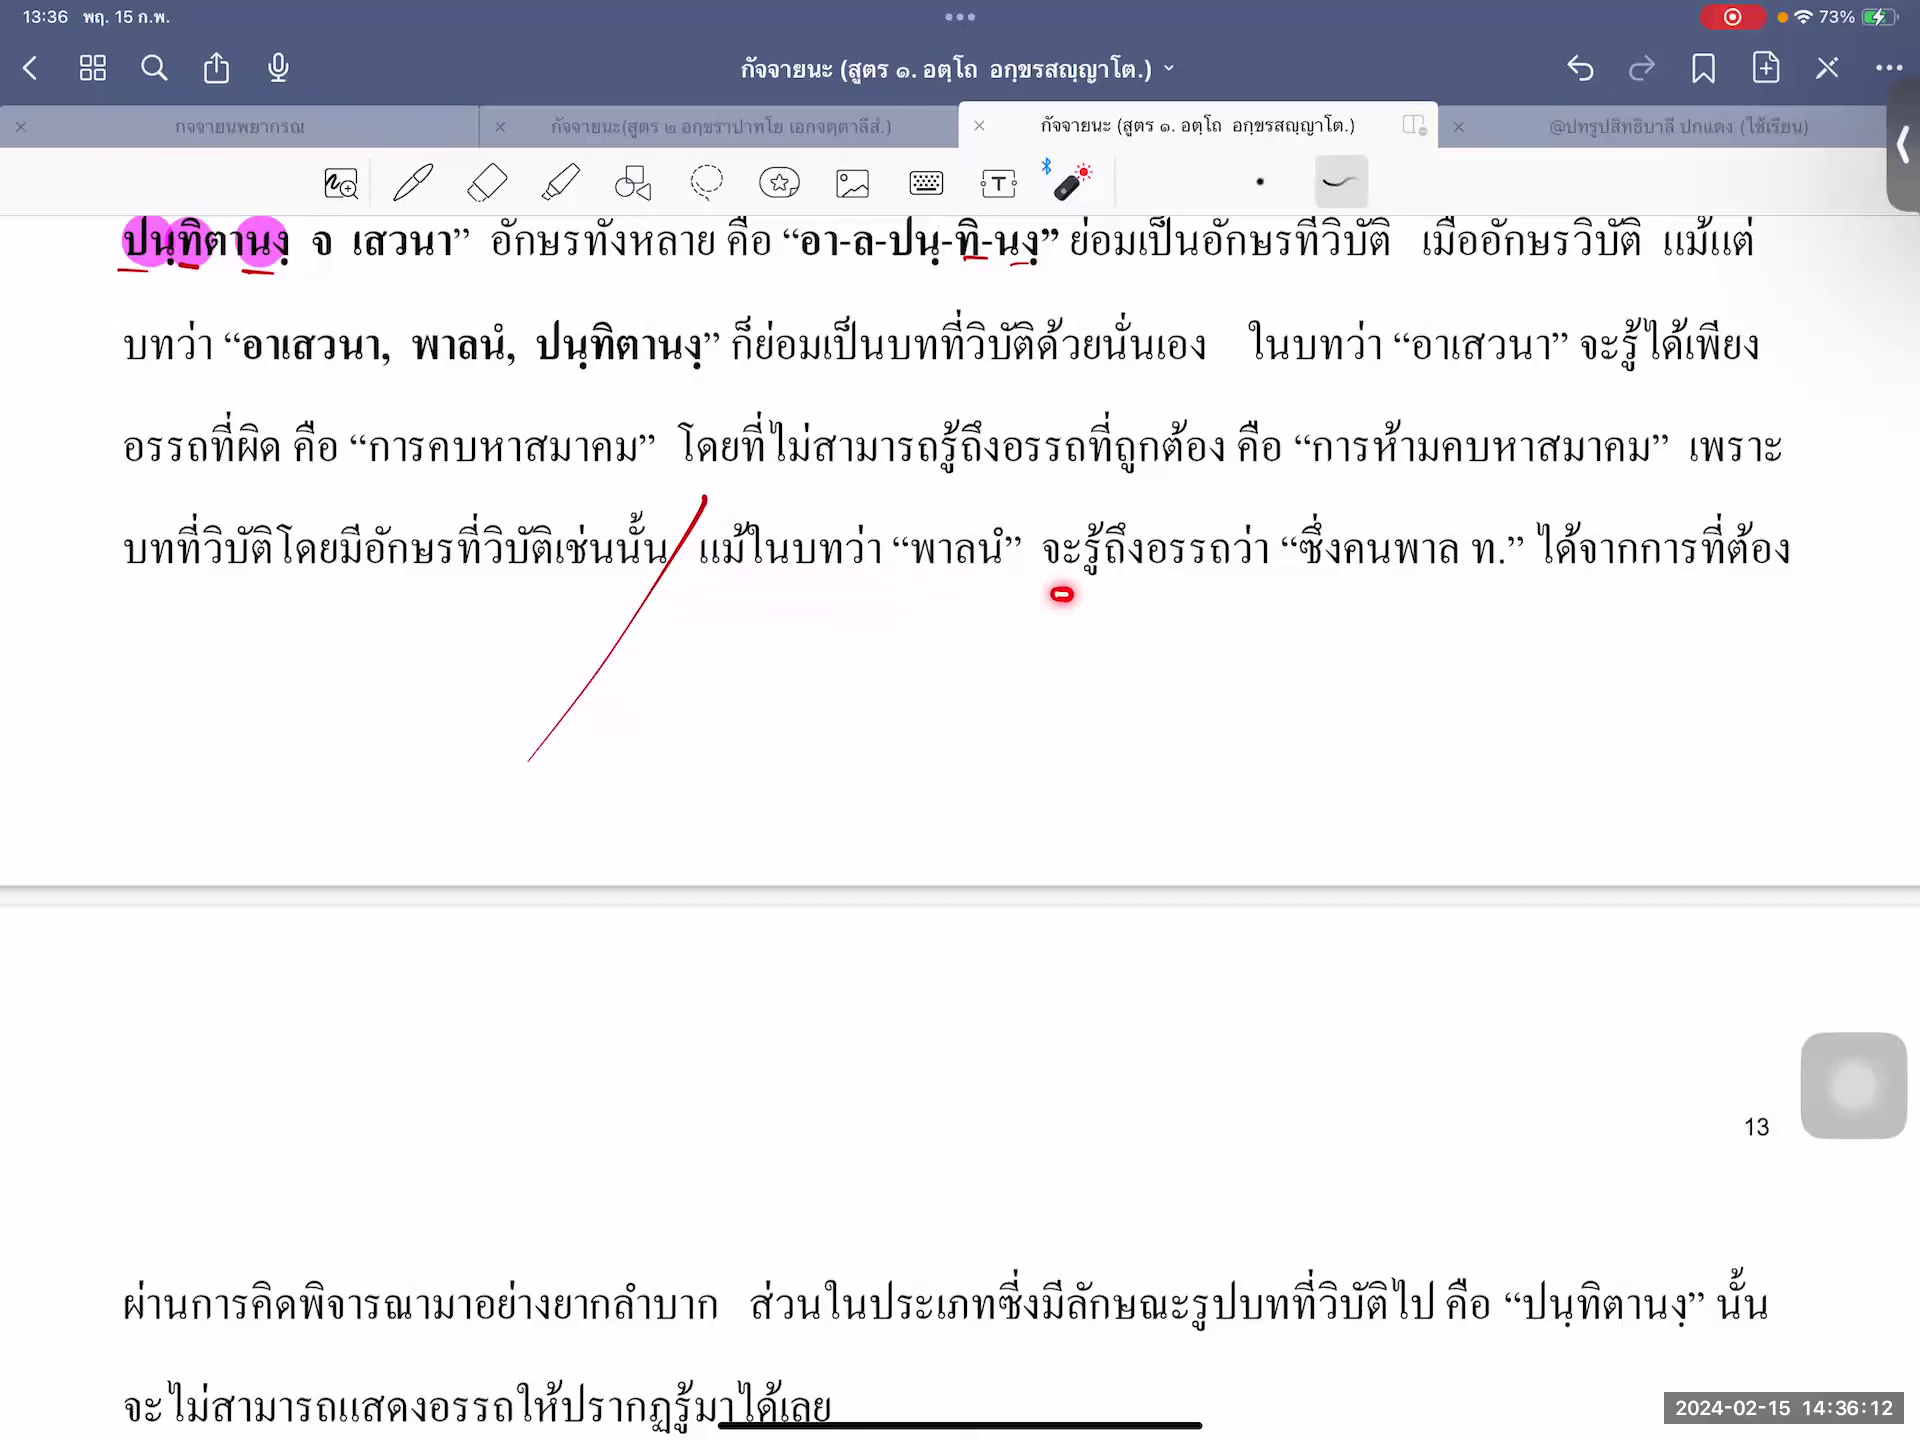 13:36 พฤ. 15 ก.พ.
73%
กัจจายนะ (สูตร ๑. อตฺโถ อกฺขรสญฺญาโต.)
กจจายนพยากรณ
กัจจายนะ(สูตร ๒ อกฺขราปาทโย เอกจตฺตาลีสํ.)
กัจจายนะ (สูตร ๑. อตฺโถ อกฺขรสญฺญาโต.)
@ปทรูปสิทธิบาลี ปกแดง (ใช้เรียน)
ปนฺทิตานงฺ จ เสวนา” อักษรทั้งหลาย คือ “อา-ล-ปนฺ-ทิ-นงฺ” ย่อมเป็นอักษรที่วิบัติ เมื่ออักษรวิบัติ แม้แต่
บทว่า “อาเสวนา, พาลนํ, ปนฺทิตานงฺ” ก็ย่อมเป็นบทที่วิบัติด้วยนั่นเอง ในบทว่า “อาเสวนา” จะรู้ได้เพียง
อรรถที่ผิด คือ “การคบหาสมาคม” โดยที่ไม่สามารถรู้ถึงอรรถที่ถูกต้อง คือ “การห้ามคบหาสมาคม” เพราะ
บทที่วิบัติโดยมีอักษรที่วิบัติเช่นนั้น แม้ในบทว่า “พาลนํ” จะรู้ถึงอรรถว่า “ซึ่งคนพาล ท.” ได้จากการที่ต้อง
13
ผ่านการคิดพิจารณามาอย่างยากลำบาก ส่วนในประเภทซึ่งมีลักษณะรูปบทที่วิบัติไป คือ “ปนฺทิตานงฺ” นั้น
จะไม่สามารถแสดงอรรถให้ปรากฏรู้มาได้เลย
2024-02-15 14:36:12